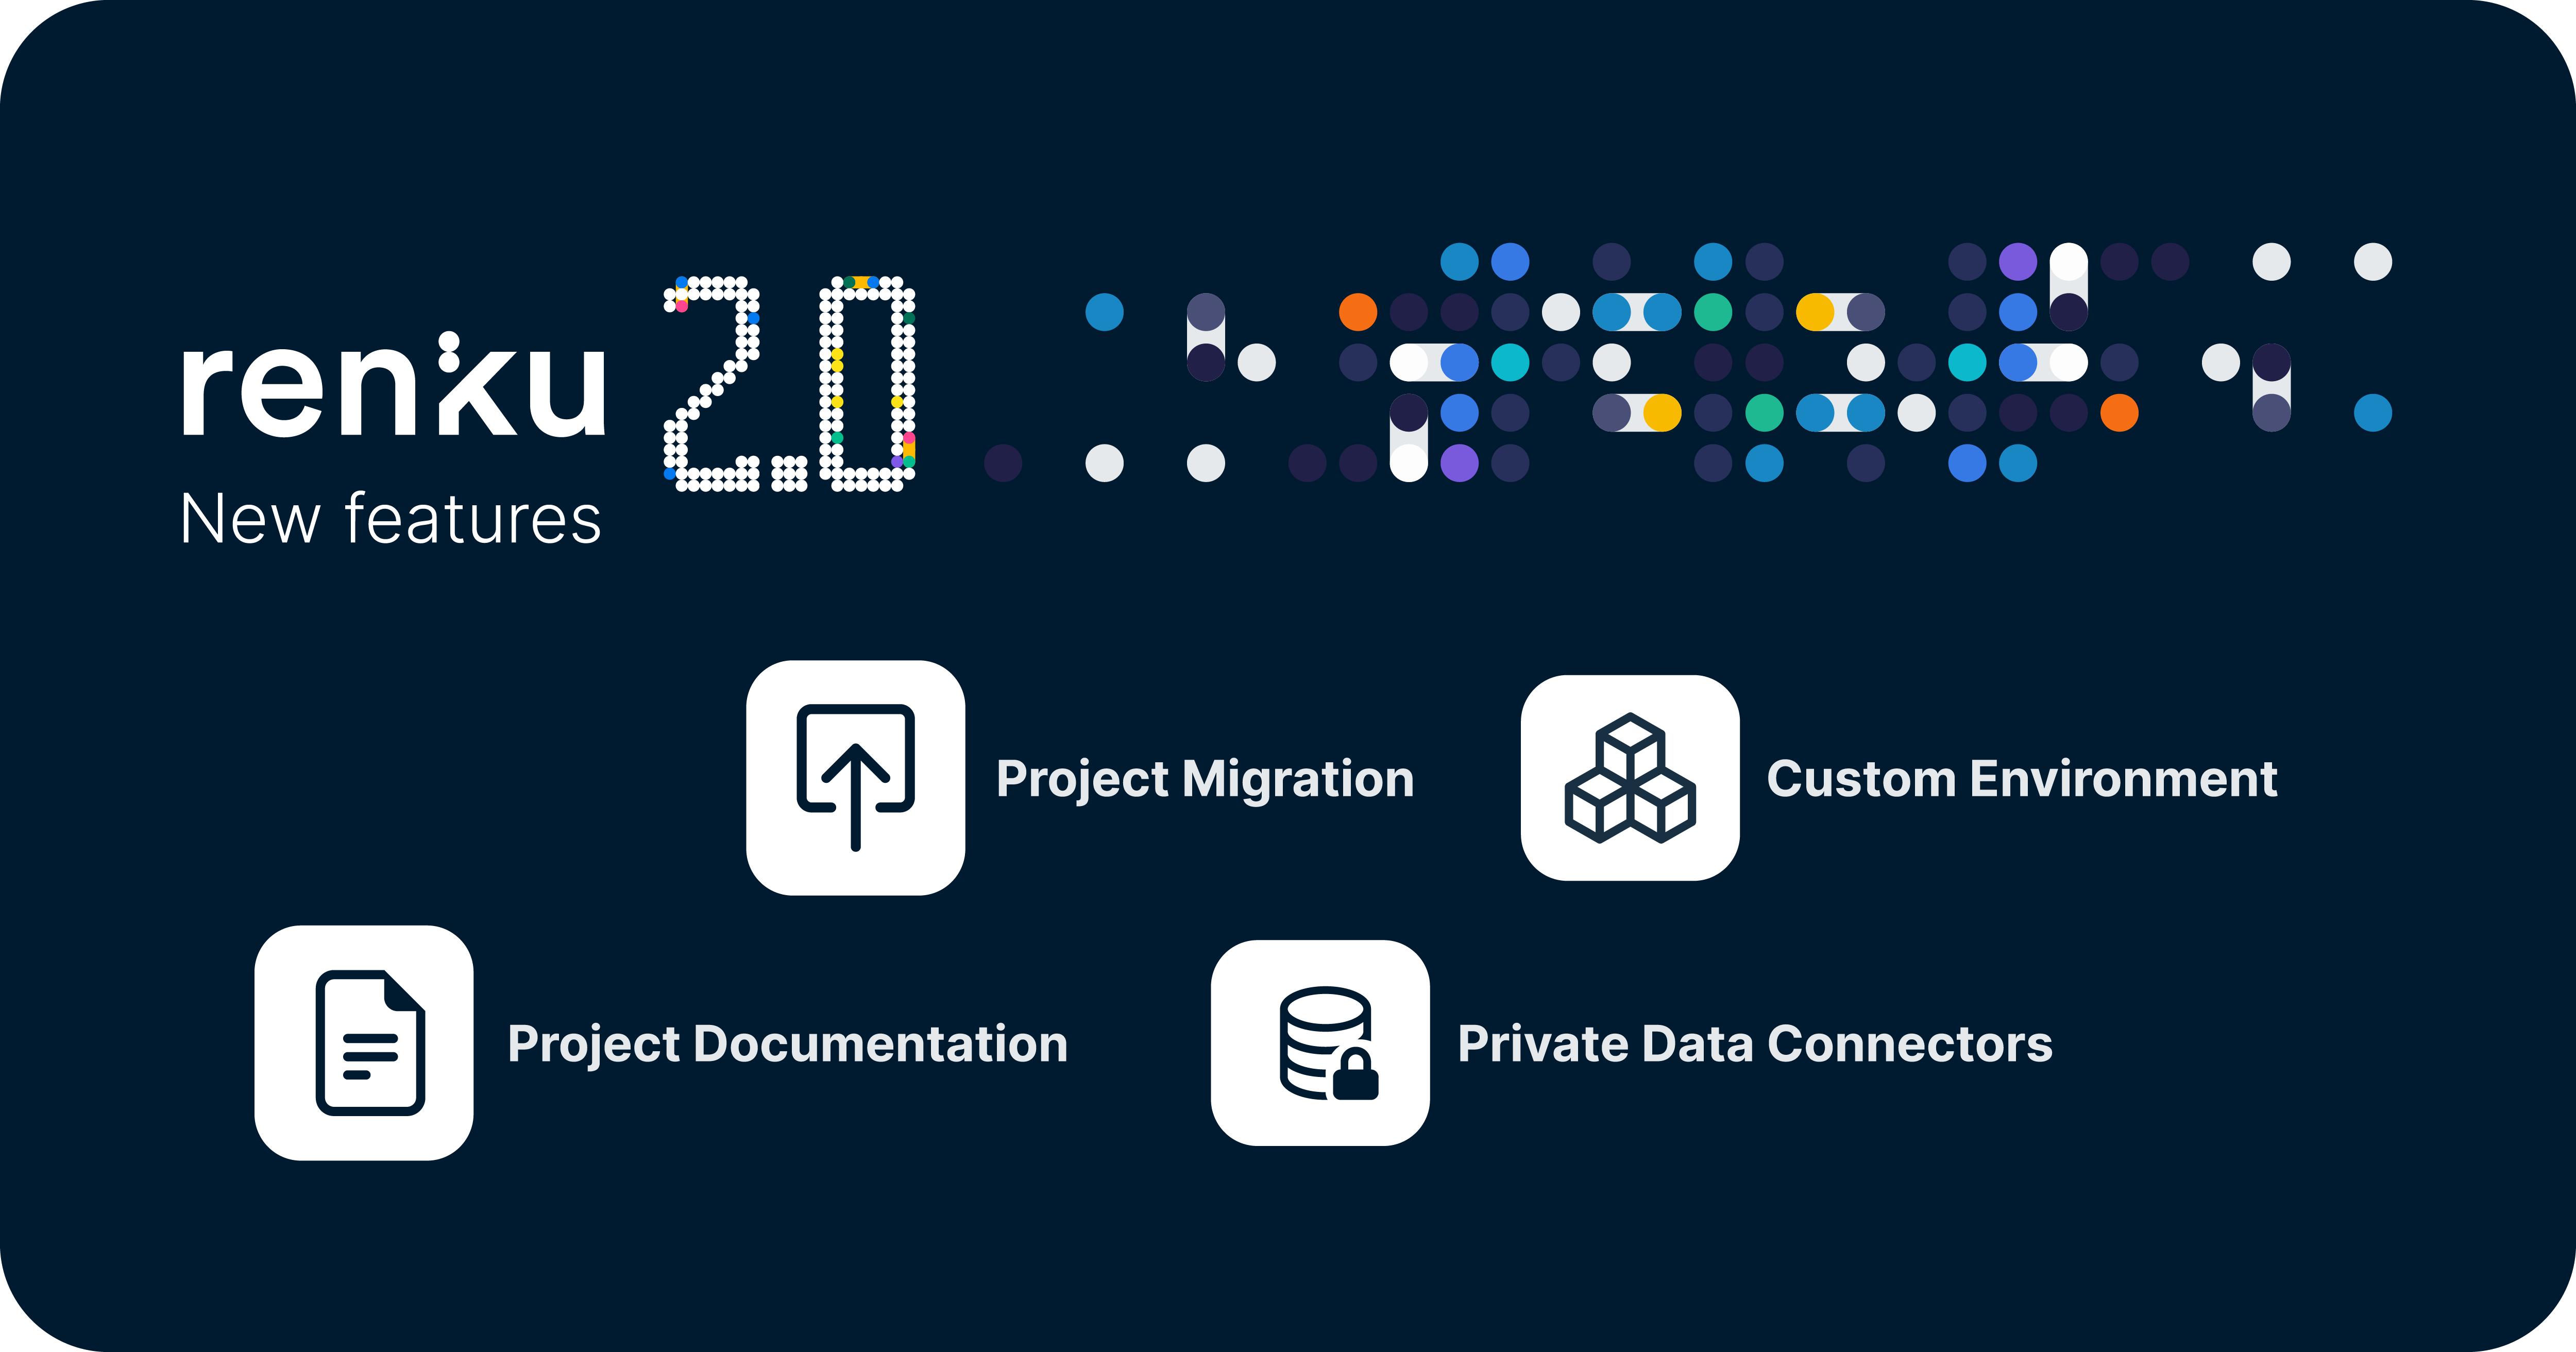 renku 2.0
New features
Project Migration
Custom Environment
Project Documentation
Private Data Connectors